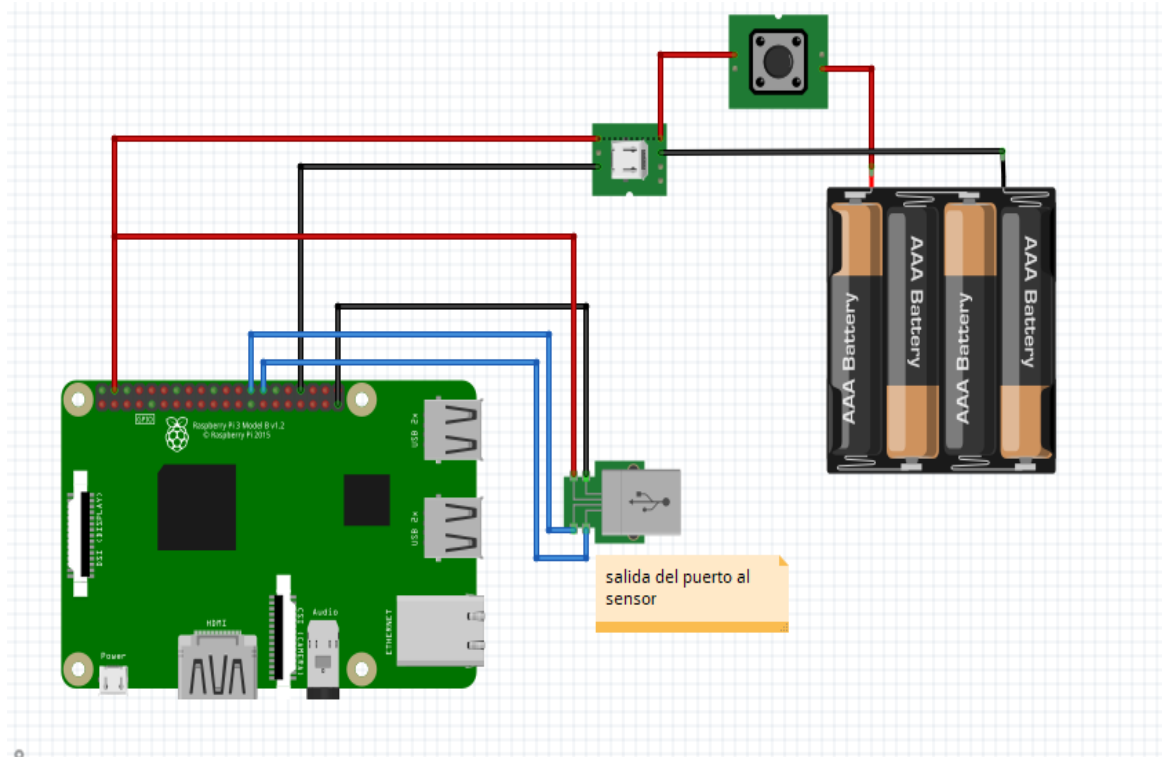 AAA Battery
AAA Battery
AAA Battery
AAA Battery
GPIO
Raspberry Pi 3 Model B v1.2
© Raspberry Pi 2015
USB 2x
DSI (DISPLAY)
USB 2x
salida del puerto al
sensor
Audio
CSI (CAMERA)
HDMI
ETHERNET
Power